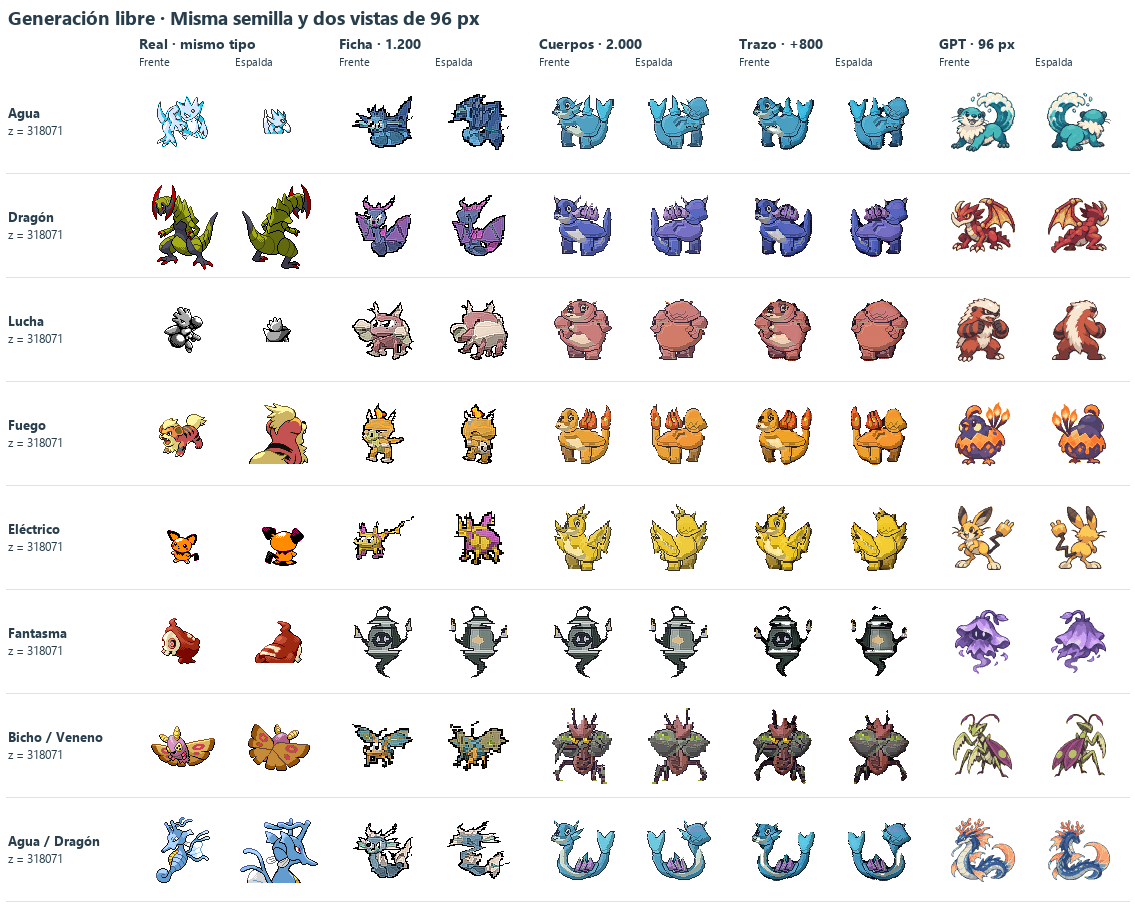 Generación libre · Misma semilla y dos vistas de 96 px
Real · mismo tipo Ficha · 1.200 Cuerpos · 2.000 Trazo · +800 GPT · 96 px
Frente Espalda Frente Espalda Frente Espalda Frente Espalda Frente Espalda
Agua
z = 318071
Dragón
z = 318071
Lucha
z = 318071
Fuego
z = 318071
Eléctrico
z = 318071
Fantasma
z = 318071
Bicho / Veneno
z = 318071
Agua / Dragón
z = 318071